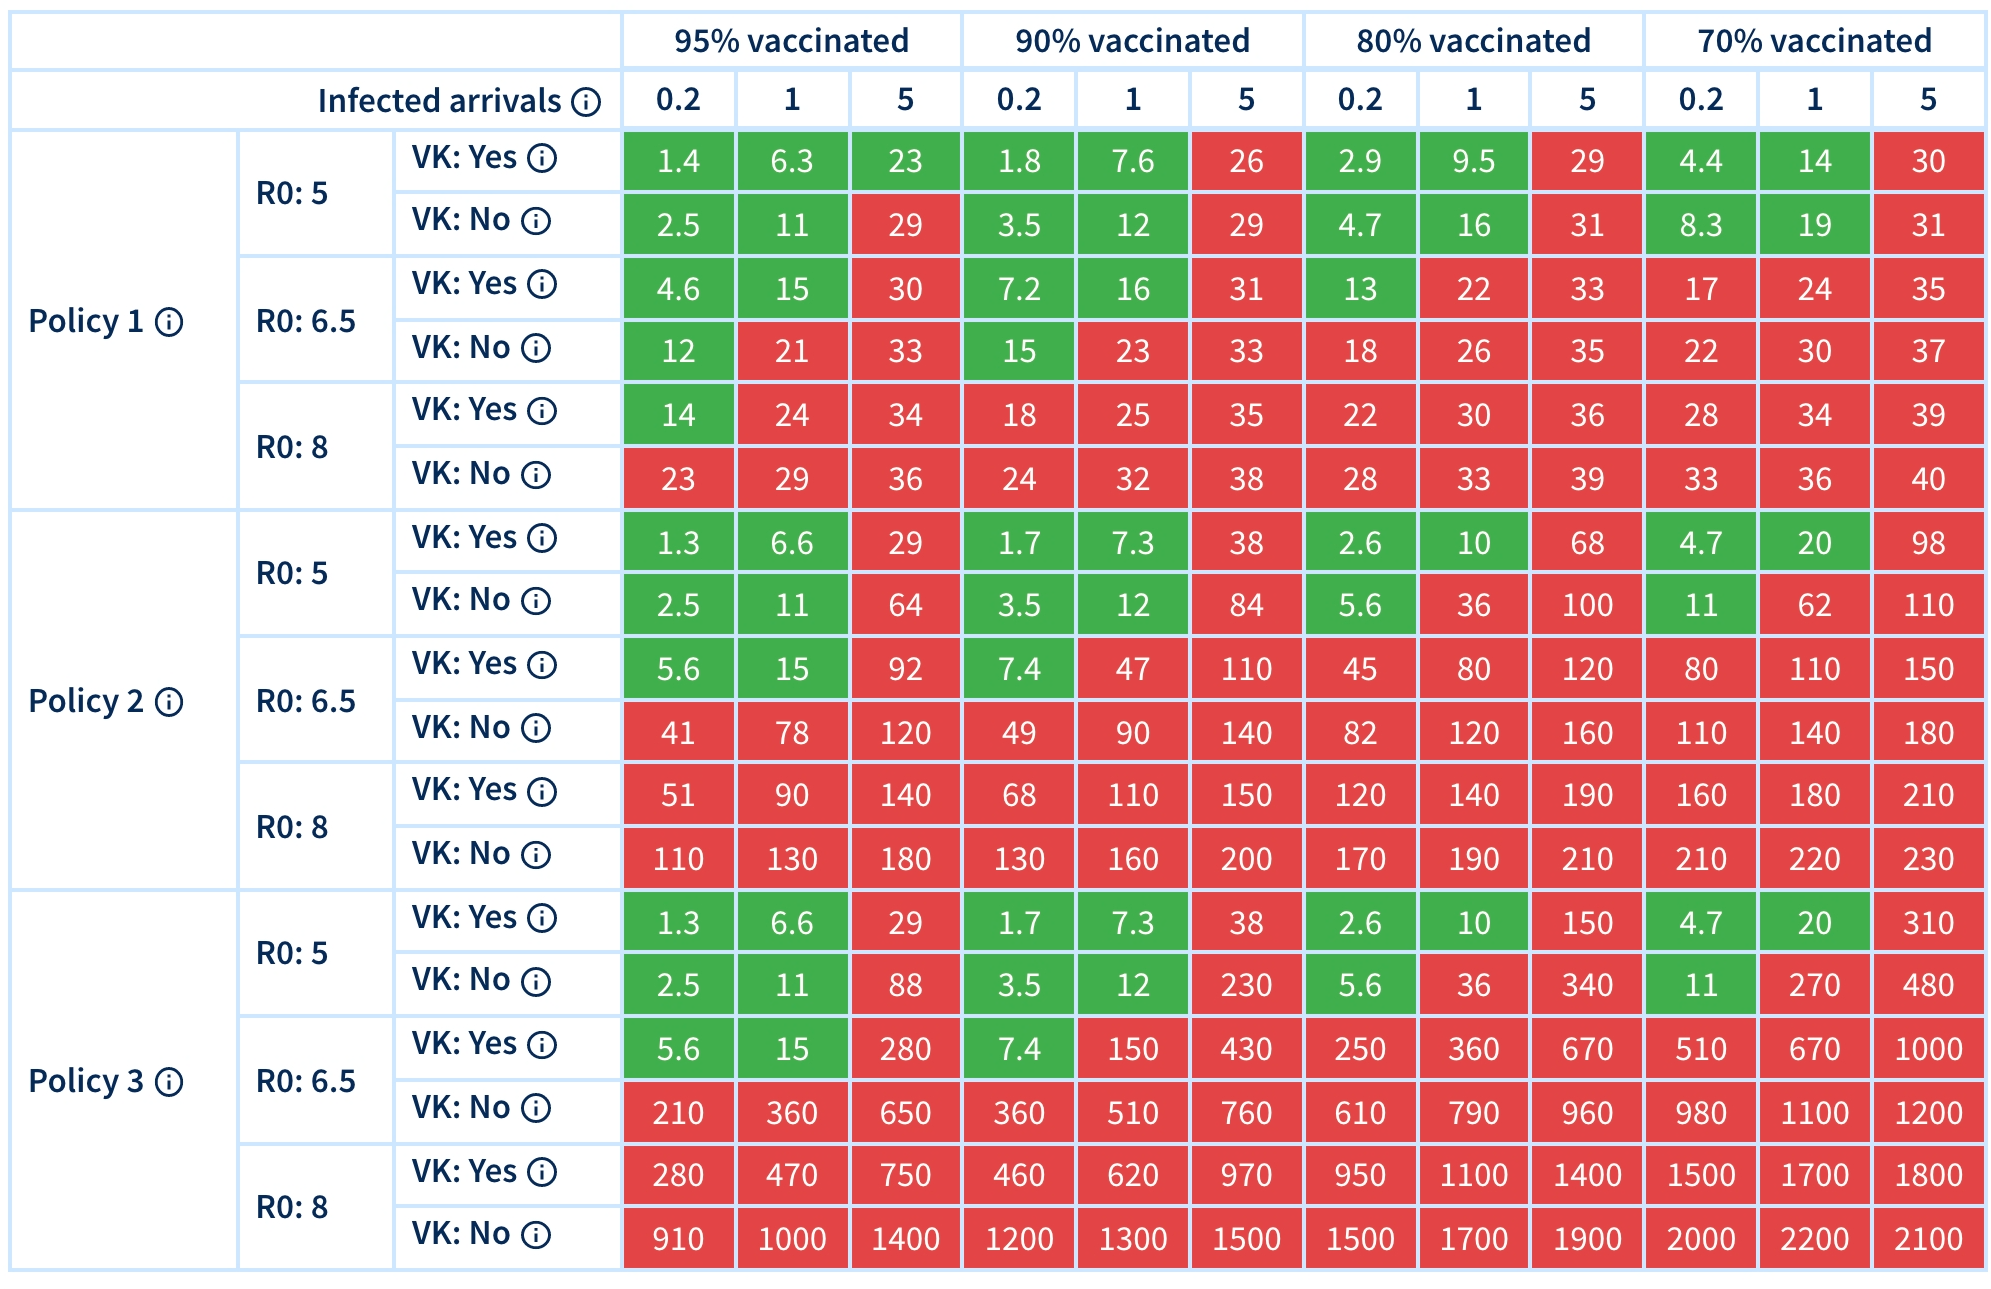 95% vaccinated 90% vaccinated 80% vaccinated 70% vaccinated
Infected arrivals 0.2 1 5 0.2 1 5 0.2 1 5 0.2 1 5
Policy 1 R0: 5 VK: Yes 1.4 6.3 23 1.8 7.6 26 2.9 9.5 29 4.4 14 30
VK: No 2.5 11 29 3.5 12 29 4.7 16 31 8.3 19 31
R0: 6.5 VK: Yes 4.6 15 30 7.2 16 31 13 22 33 17 24 35
VK: No 12 21 33 15 23 33 18 26 35 22 30 37
R0: 8 VK: Yes 14 24 34 18 25 35 22 30 36 28 34 39
VK: No 23 29 36 24 32 38 28 33 39 33 36 40
Policy 2 R0: 5 VK: Yes 1.3 6.6 29 1.7 7.3 38 2.6 10 68 4.7 20 98
VK: No 2.5 11 64 3.5 12 84 5.6 36 100 11 62 110
R0: 6.5 VK: Yes 5.6 15 92 7.4 47 110 45 80 120 80 110 150
VK: No 41 78 120 49 90 140 82 120 160 110 140 180
R0: 8 VK: Yes 51 90 140 68 110 150 120 140 190 160 180 210
VK: No 110 130 180 130 160 200 170 190 210 210 220 230
Policy 3 R0: 5 VK: Yes 1.3 6.6 29 1.7 7.3 38 2.6 10 150 4.7 20 310
VK: No 2.5 11 88 3.5 12 230 5.6 36 340 11 270 480
R0: 6.5 VK: Yes 5.6 15 280 7.4 150 430 250 360 670 510 670 1000
VK: No 210 360 650 360 510 760 610 790 960 980 1100 1200
R0: 8 VK: Yes 280 470 750 460 620 970 950 1100 1400 1500 1700 1800
VK: No 910 1000 1400 1200 1300 1500 1500 1700 1900 2000 2200 2100